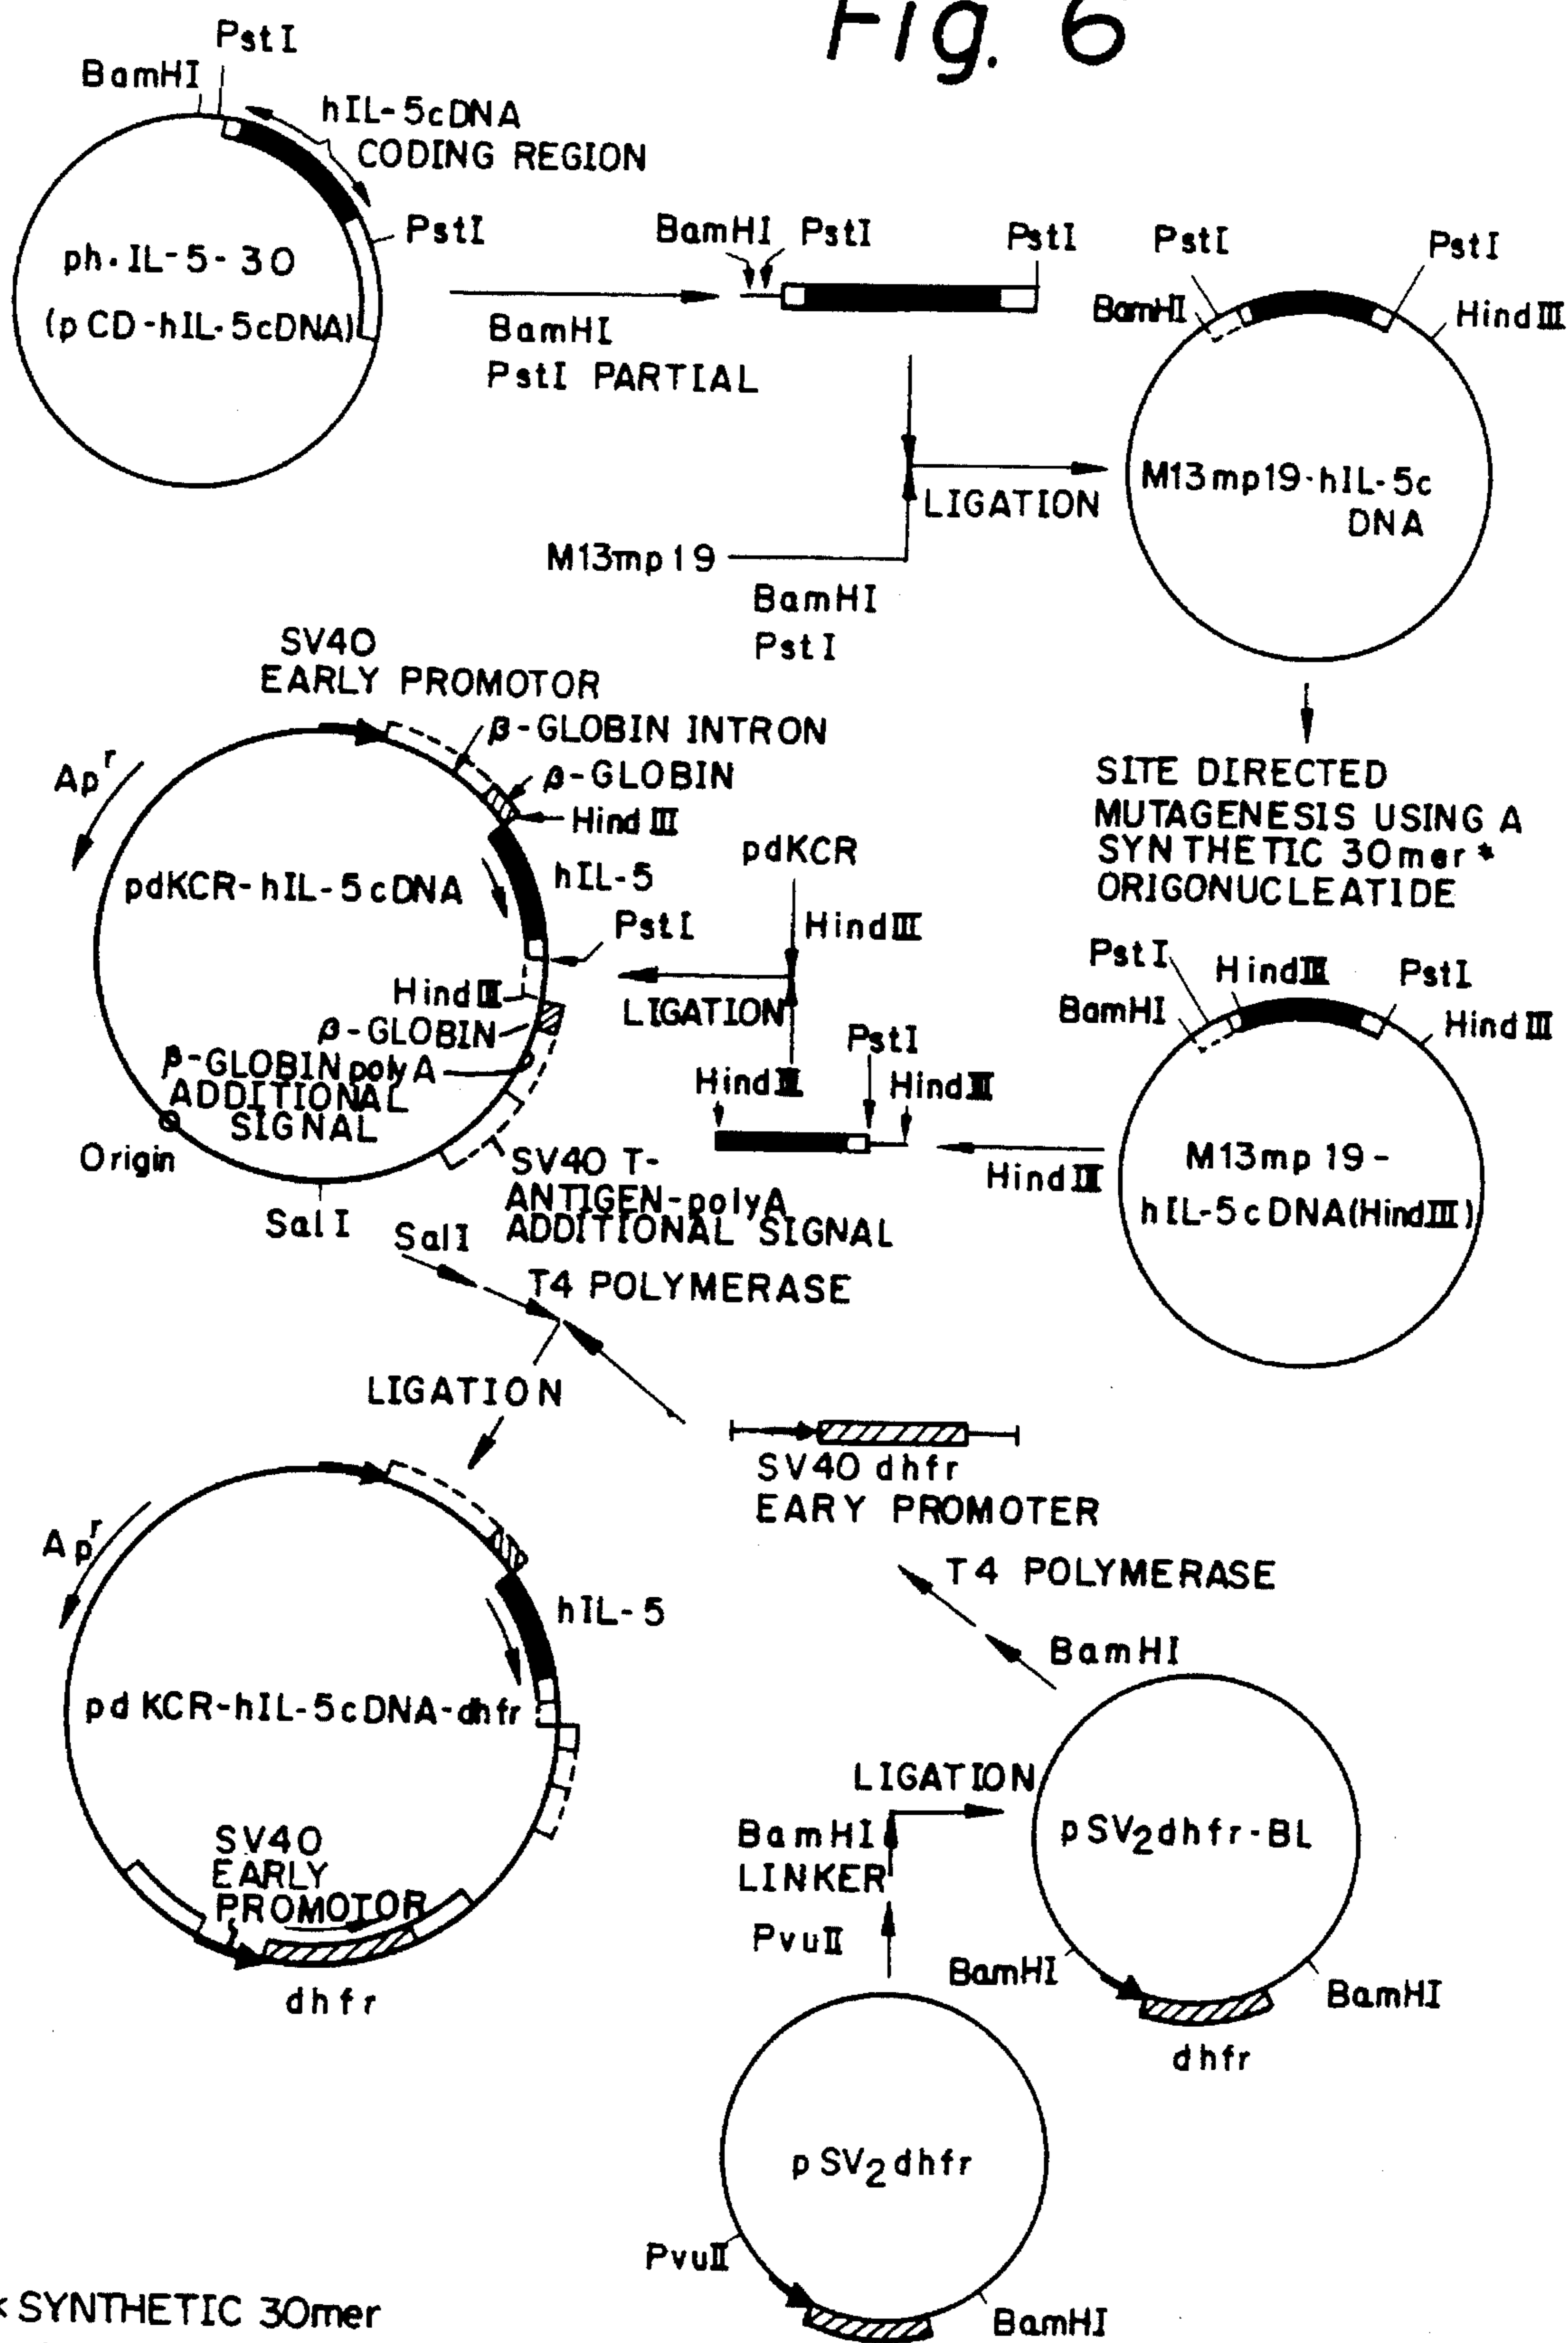 Fig. 6
PstI
BamHI
hIL-5cDNA
CODING REGION
PstI
ph·IL-5-30
(pCD-hIL·5cDNA)
BamHI
PstI PARTIAL
BamHI PstI
PstI
PstI
PstI
BamHI
HindIII
M13mp19-hIL-5c
DNA
LIGATION
M13mp19
BamHI
PstI
SV40
EARLY PROMOTOR
β-GLOBIN INTRON
β-GLOBIN
HindIII
Ap^r
pdKCR-hIL-5cDNA
hIL-5
PstI
HindIII
β-GLOBIN
β-GLOBIN polyA
ADDITIONAL
SIGNAL
Origin
SalI
SV40 T-
ANTIGEN-polyA
ADDITIONAL SIGNAL
pdKCR
HindIII
LIGATION
PstI
HindIII
HindIII
HindIII
SITE DIRECTED
MUTAGENESIS USING A
SYNTHETIC 30mer*
ORIGONUCLEATIDE
PstI
HindIII
PstI
BamHI
HindIII
M13mp19-
hIL-5cDNA(HindIII)
SalI
T4 POLYMERASE
LIGATION
SV40 dhfr
EARY PROMOTER
T4 POLYMERASE
BamHI
Ap^r
hIL-5
pdKCR-hIL-5cDNA-dhfr
SV40
EARLY
PROMOTOR
dhfr
LIGATION
BamHI
LINKER
PvuII
pSV2dhfr-BL
BamHI
BamHI
dhfr
pSV2dhfr
PvuII
BamHI
*SYNTHETIC 30mer